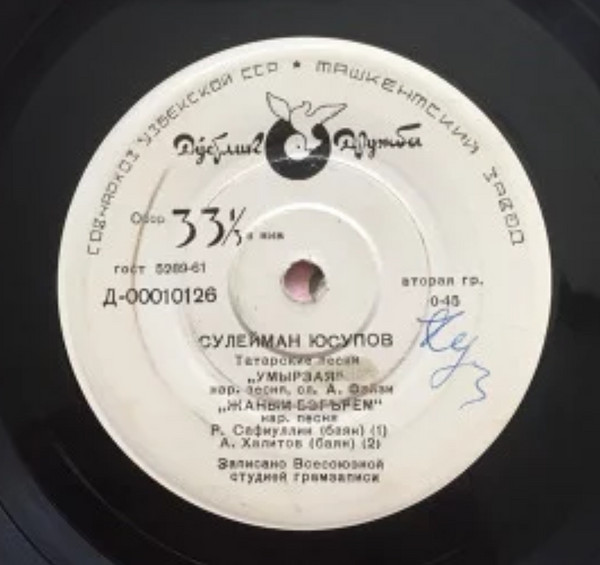 СОВНАРХОЗ УЗБЕКСКОЙ ССР ★ ТАШКЕНТСКИЙ ЗАВОД
Дўстлик Дружба
Обор 33⅓ в мин
гост 5289-61
вторая гр.
Д-00010126
0-45
СУЛЕЙМАН ЮСУПОВ
Татарские песни
„УМЫРЗАЯ"
нар. песня, сл. А. Файзи
„ЖАНЫЙ БЭГЪРЕМ"
нар. песня
Р. Сафиуллин (баян) (1)
А. Халитов (баян) (2)
Записано Всесоюзной
студией грамзаписи